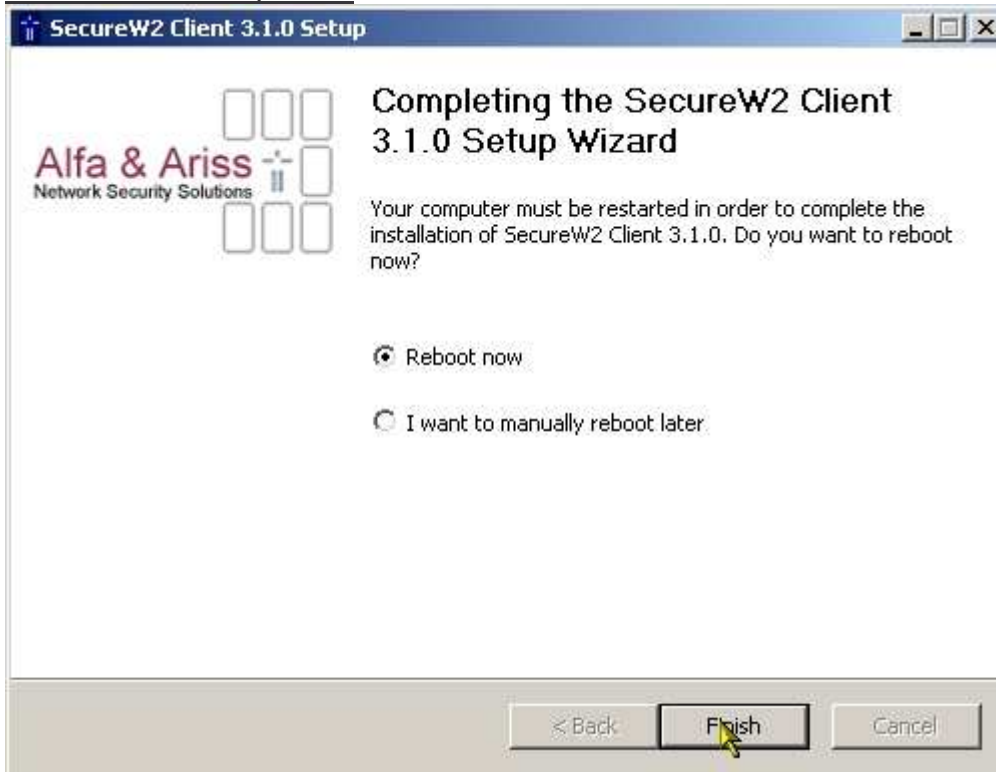 SecureW2 Client 3.1.0 Setup
Alfa & Ariss
Network Security Solutions
Completing the SecureW2 Client
3.1.0 Setup Wizard
Your computer must be restarted in order to complete the
installation of SecureW2 Client 3.1.0. Do you want to reboot
now?
Reboot now
I want to manually reboot later
< Back
Finish
Cancel